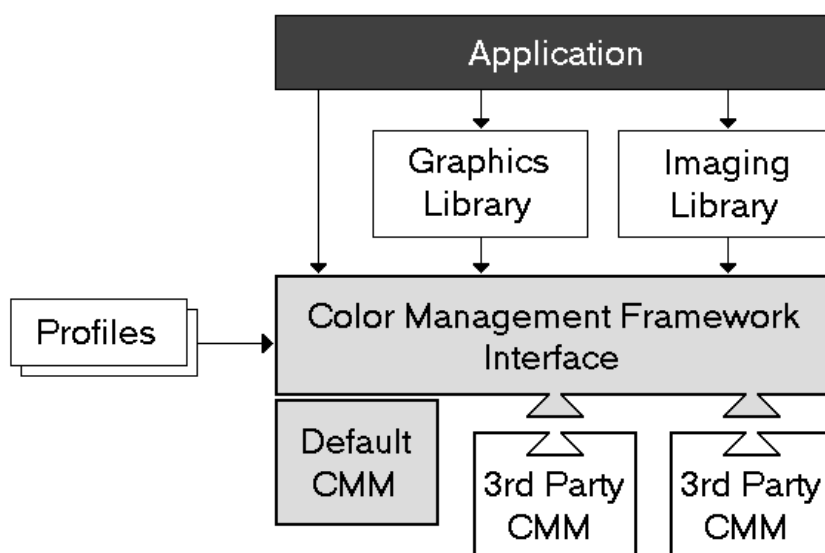 Application
Graphics
Library
Imaging
Library
Color Management Framework
Interface
Profiles
Default
CMM
3rd Party
CMM
3rd Party
CMM